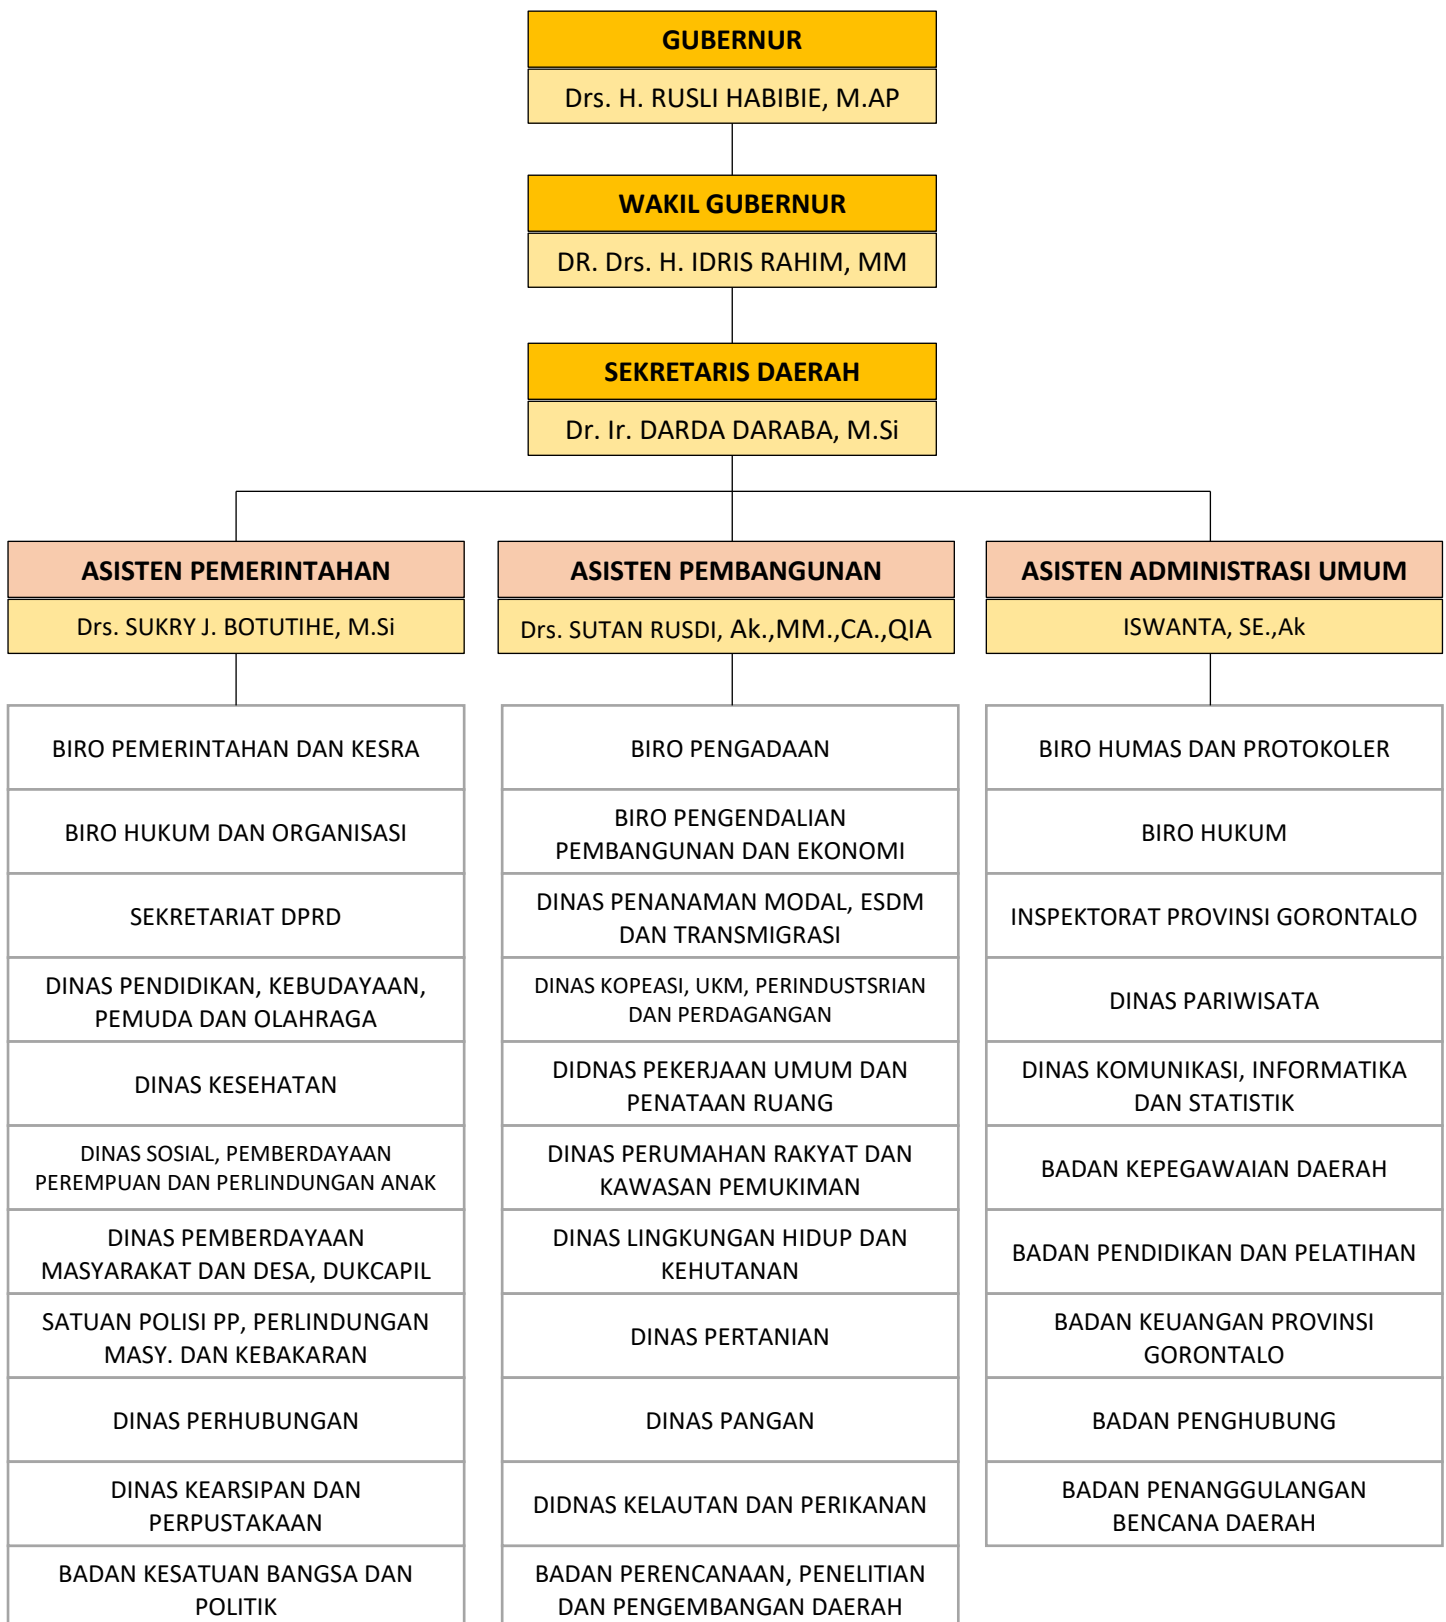 GUBERNUR
Drs. H. RUSLI HABIBIE, M.AP
WAKIL GUBERNUR
DR. Drs. H. IDRIS RAHIM, MM
SEKRETARIS DAERAH
Dr. Ir. DARDA DARABA, M.Si
ASISTEN PEMERINTAHAN
Drs. SUKRY J. BOTUTIHE, M.Si
BIRO PEMERINTAHAN DAN KESRA
BIRO HUKUM DAN ORGANISASI
SEKRETARIAT DPRD
DINAS PENDIDIKAN, KEBUDAYAAN,
PEMUDA DAN OLAHRAGA
DINAS KESEHATAN
DINAS SOSIAL, PEMBERDAYAAN
PEREMPUAN DAN PERLINDUNGAN ANAK
DINAS PEMBERDAYAAN
MASYARAKAT DAN DESA, DUKCAPIL
SATUAN POLISI PP, PERLINDUNGAN
MASY. DAN KEBAKARAN
DINAS PERHUBUNGAN
DINAS KEARSIPAN DAN
PERPUSTAKAAN
BADAN KESATUAN BANGSA DAN
POLITIK
ASISTEN PEMBANGUNAN
Drs. SUTAN RUSDI, Ak.,MM.,CA.,QIA
BIRO PENGADAAN
BIRO PENGENDALIAN
PEMBANGUNAN DAN EKONOMI
DINAS PENANAMAN MODAL, ESDM
DAN TRANSMIGRASI
DINAS KOPEASI, UKM, PERINDUSTSRIAN
DAN PERDAGANGAN
DIDNAS PEKERJAAN UMUM DAN
PENATAAN RUANG
DINAS PERUMAHAN RAKYAT DAN
KAWASAN PEMUKIMAN
DINAS LINGKUNGAN HIDUP DAN
KEHUTANAN
DINAS PERTANIAN
DINAS PANGAN
DIDNAS KELAUTAN DAN PERIKANAN
BADAN PERENCANAAN, PENELITIAN
DAN PENGEMBANGAN DAERAH
ASISTEN ADMINISTRASI UMUM
ISWANTA, SE.,Ak
BIRO HUMAS DAN PROTOKOLER
BIRO HUKUM
INSPEKTORAT PROVINSI GORONTALO
DINAS PARIWISATA
DINAS KOMUNIKASI, INFORMATIKA
DAN STATISTIK
BADAN KEPEGAWAIAN DAERAH
BADAN PENDIDIKAN DAN PELATIHAN
BADAN KEUANGAN PROVINSI
GORONTALO
BADAN PENGHUBUNG
BADAN PENANGGULANGAN
BENCANA DAERAH